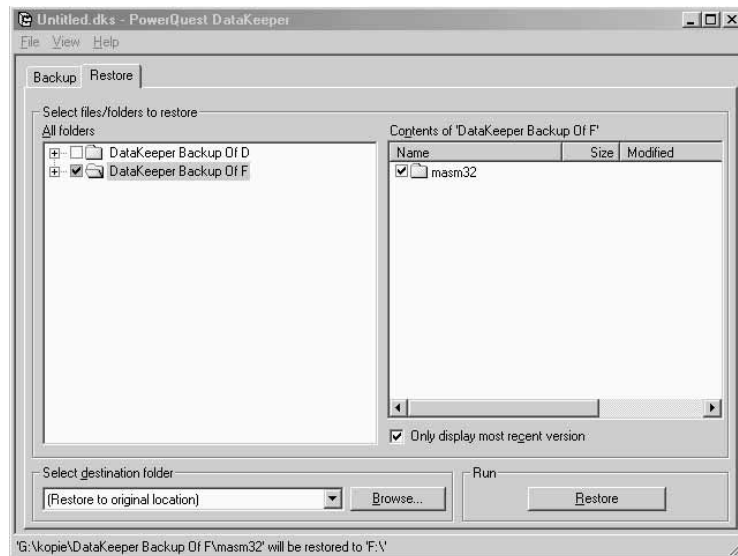 Untitled.dks - PowerQuest DataKeeper
File View Help
Backup Restore
Select files/folders to restore
All folders
DataKeeper Backup Of D
DataKeeper Backup Of F
Contents of 'DataKeeper Backup Of F'
Name Size Modified
masm32
Only display most recent version
Select destination folder
(Restore to original location) Browse...
Run
Restore
'G:\kopie\DataKeeper Backup Of F\masm32' will be restored to 'F:\'